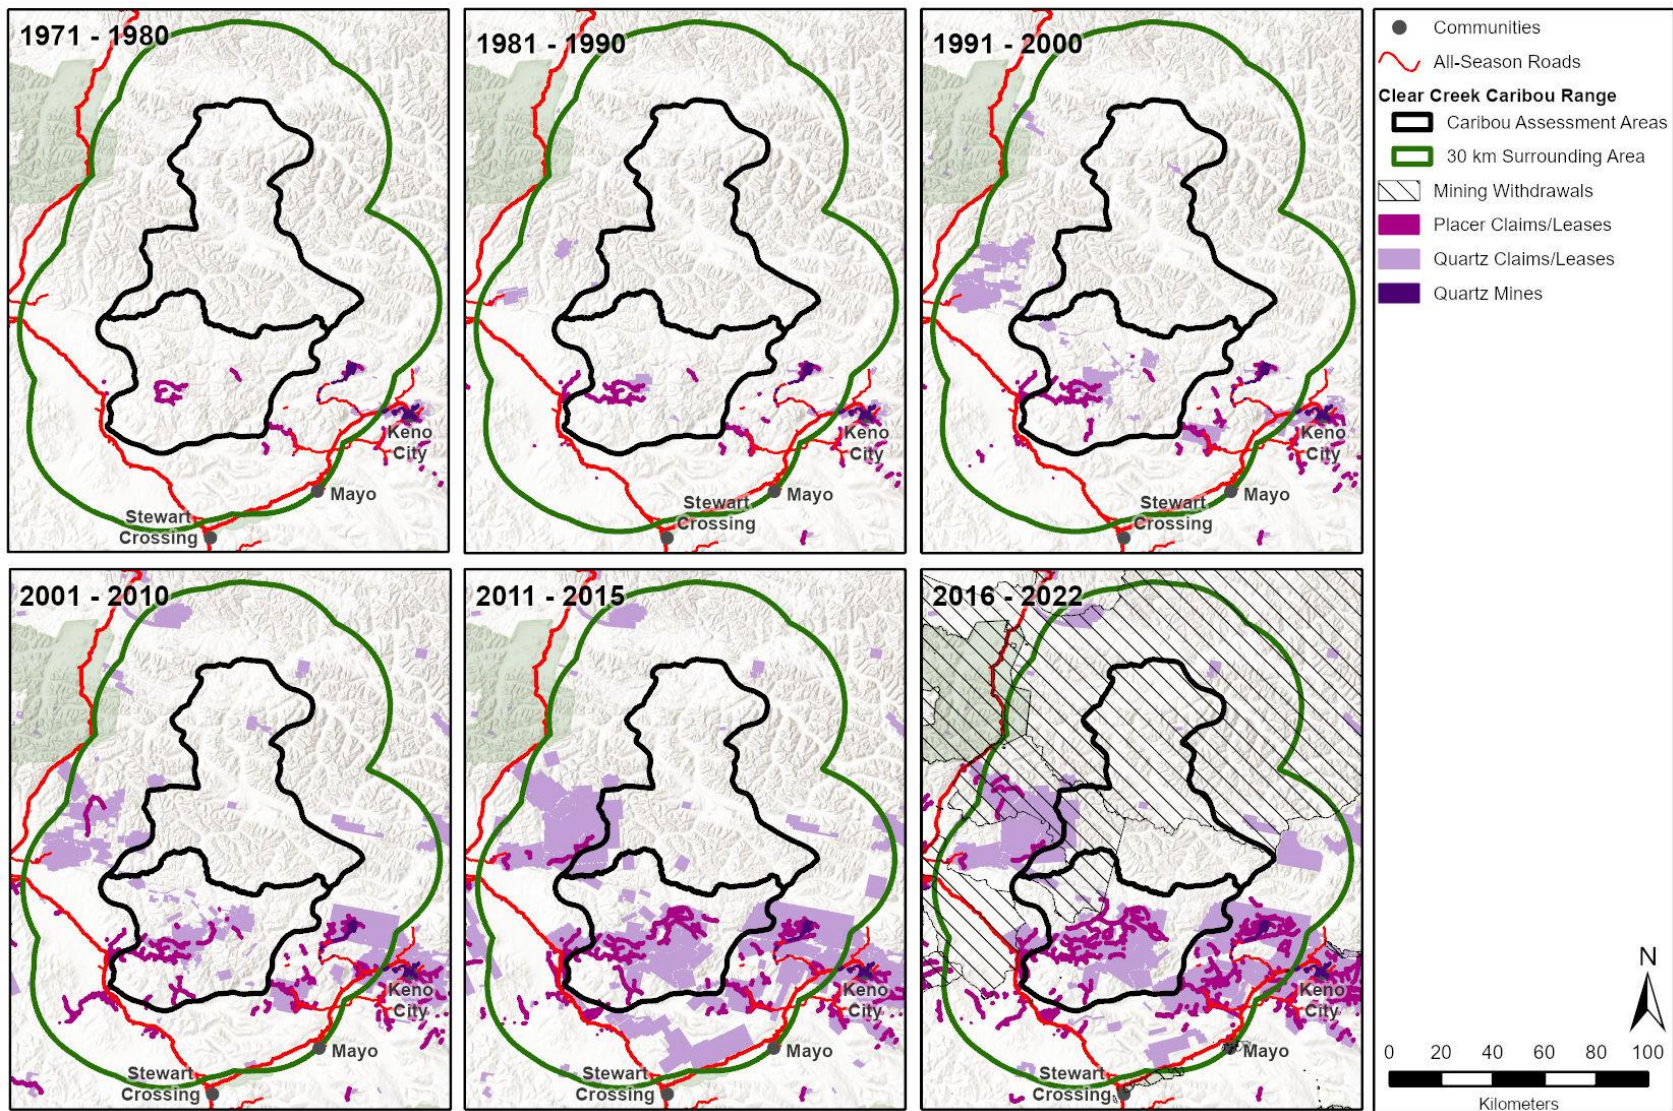 1971 - 1980
Keno
City
Mayo
Stewart
Crossing
1981 - 1990
Keno
City
Mayo
Stewart
Crossing
1991 - 2000
Keno
City
Mayo
Stewart
Crossing
2001 - 2010
Keno
City
Mayo
Stewart
Crossing
2011 - 2015
Keno
City
Mayo
Stewart
Crossing
2016 - 2022
Keno
City
Mayo
Stewart
Crossing
Communities
All-Season Roads
Clear Creek Caribou Range
Caribou Assessment Areas
30 km Surrounding Area
Mining Withdrawals
Placer Claims/Leases
Quartz Claims/Leases
Quartz Mines
N
0 20 40 60 80 100
Kilometers